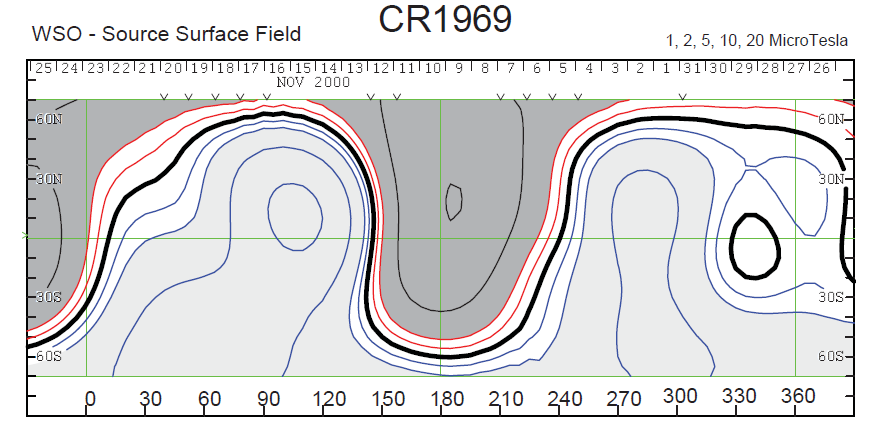 CR1969
WSO - Source Surface Field
1, 2, 5, 10, 20 MicroTesla
25 24 23 22 21 20 19 18 17 16 15 14 13 12 11 10 9 8 7 6 5 4 3 2 1 31 30 29 28 27 26
NOV 2000
60N 60N
30N 30N
30S 30S
60S 60S
0 30 60 90 120 150 180 210 240 270 300 330 360